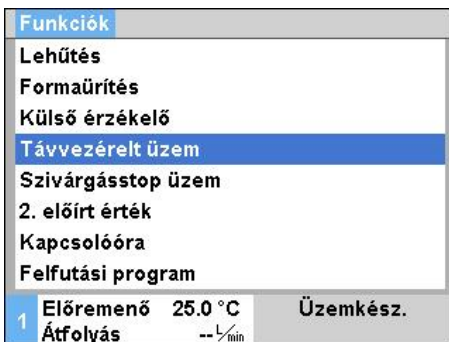 Funkciók
Lehűtés
Formaürítés
Külső érzékelő
Távvezérelt üzem
Szivárgásstop üzem
2. előírt érték
Kapcsolóóra
Felfutási program
1 Előremenő 25.0 °C Üzemkész.
Átfolyás -- L/min